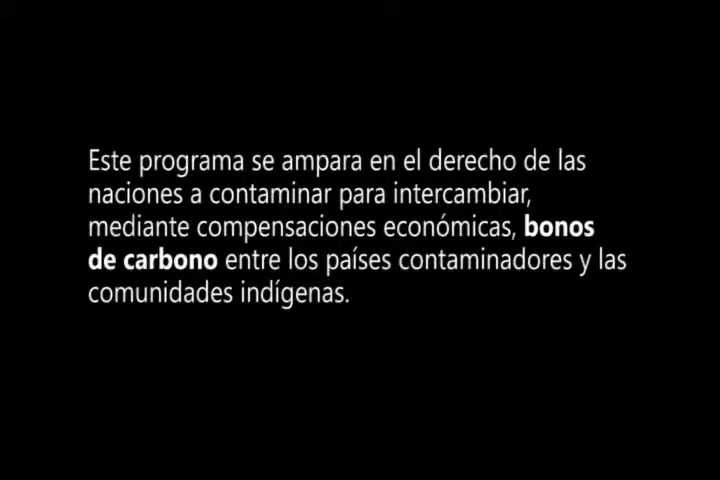 Este programa se ampara en el derecho de las
naciones a contaminar para intercambiar,
mediante compensaciones económicas, bonos
de carbono entre los países contaminadores y las
comunidades indígenas.